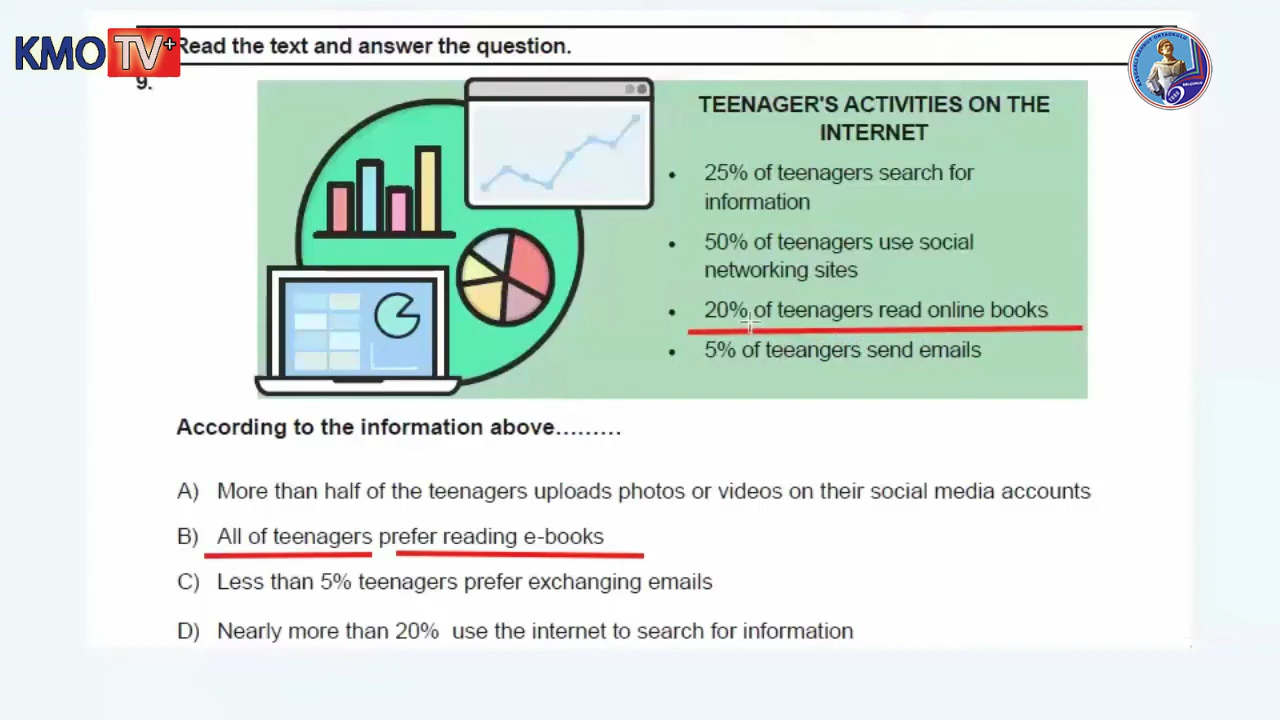 KMO TV+
Read the text and answer the question.
9.
TEENAGER'S ACTIVITIES ON THE
INTERNET
• 25% of teenagers search for
information
• 50% of teenagers use social
networking sites
• 20% of teenagers read online books
• 5% of teeangers send emails
According to the information above………
A) More than half of the teenagers uploads photos or videos on their social media accounts
B) All of teenagers prefer reading e-books
C) Less than 5% teenagers prefer exchanging emails
D) Nearly more than 20% use the internet to search for information